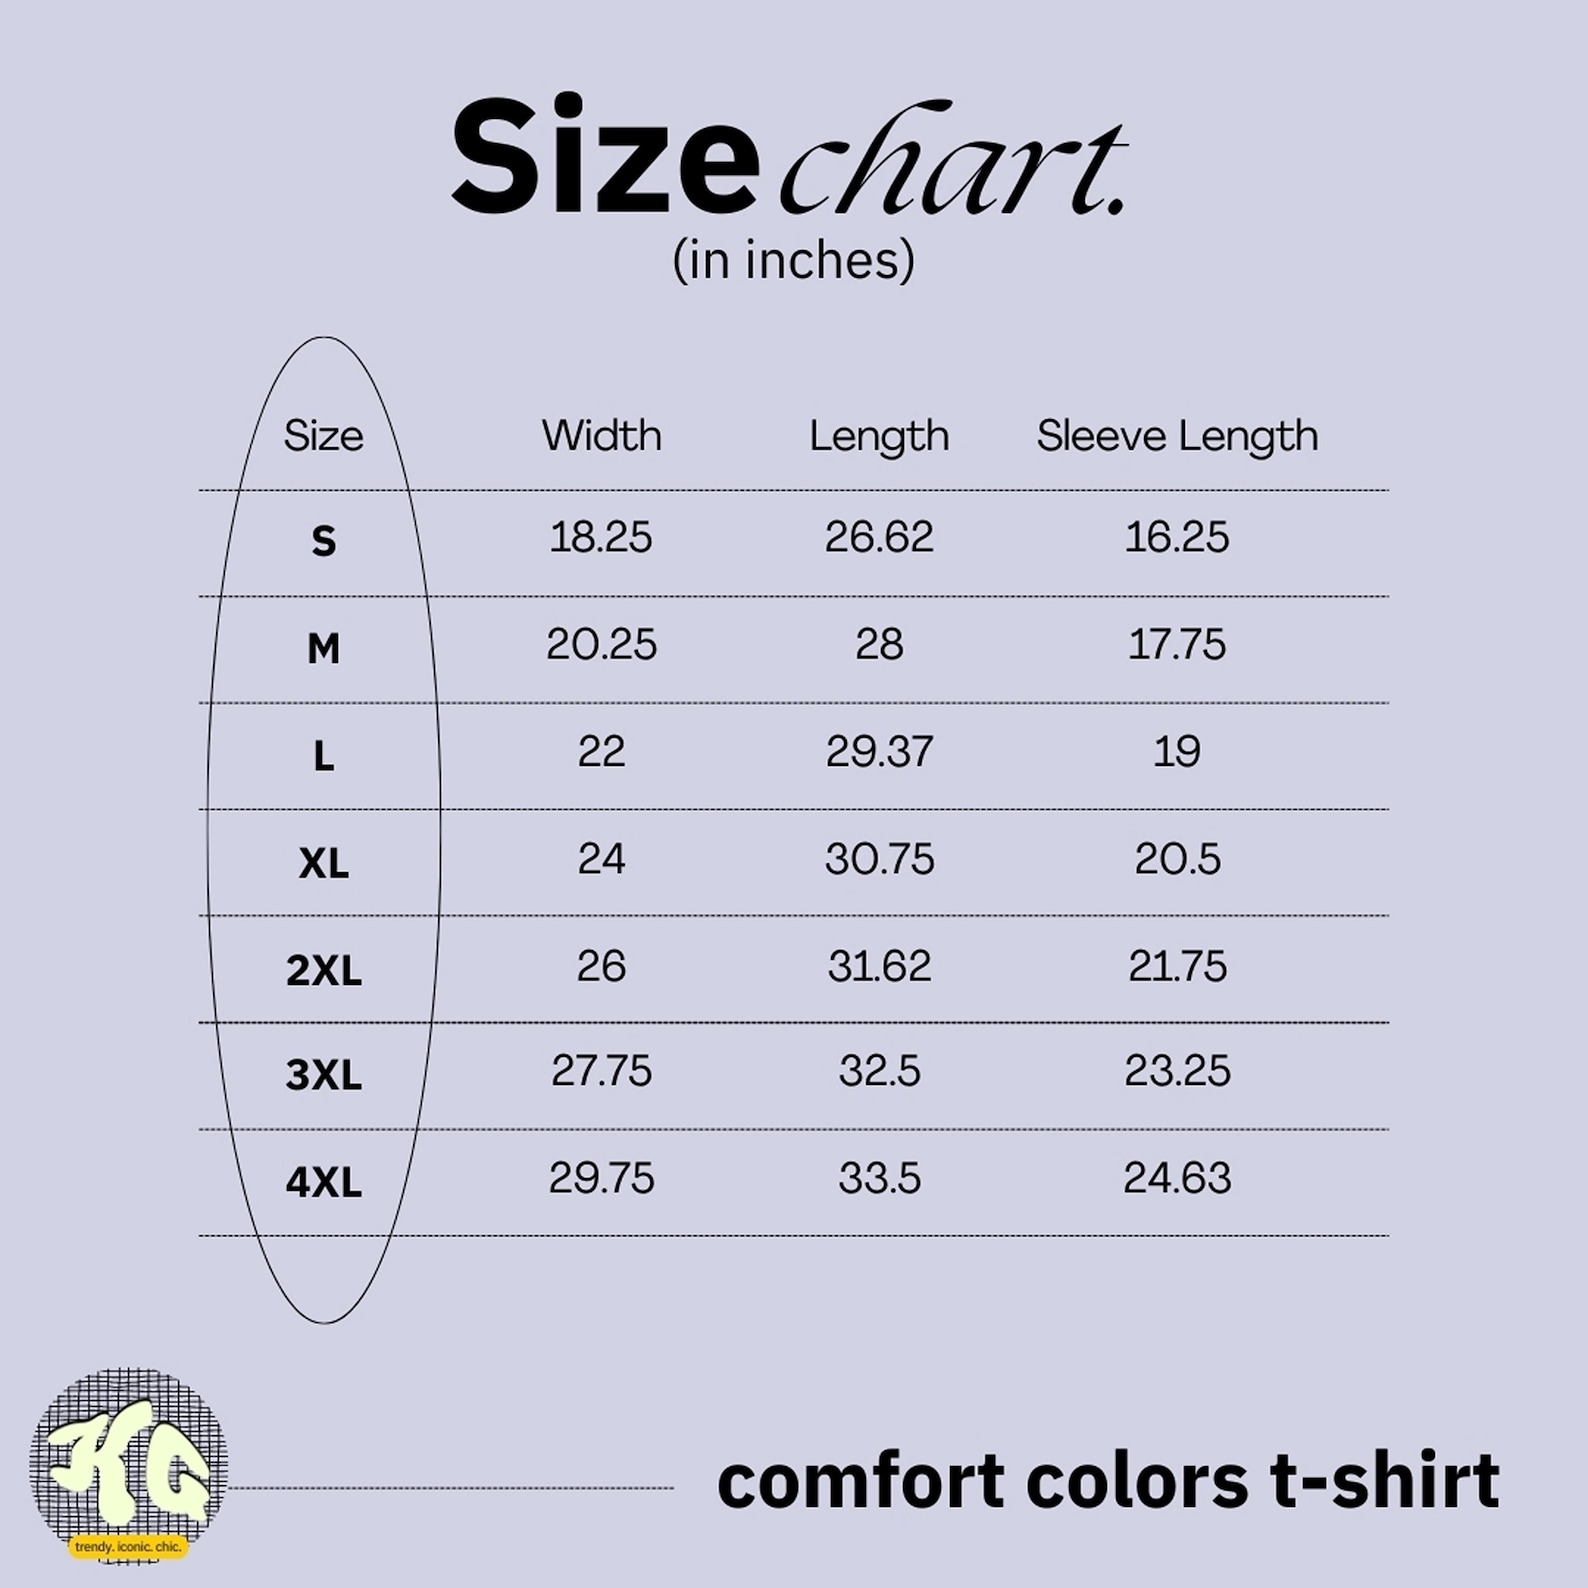 Size chart.
(in inches)
Size Width Length Sleeve Length
S 18.25 26.62 16.25
M 20.25 28 17.75
L 22 29.37 19
XL 24 30.75 20.5
2XL 26 31.62 21.75
3XL 27.75 32.5 23.25
4XL 29.75 33.5 24.63
KG
trendy. iconic. chic.
comfort colors t-shirt